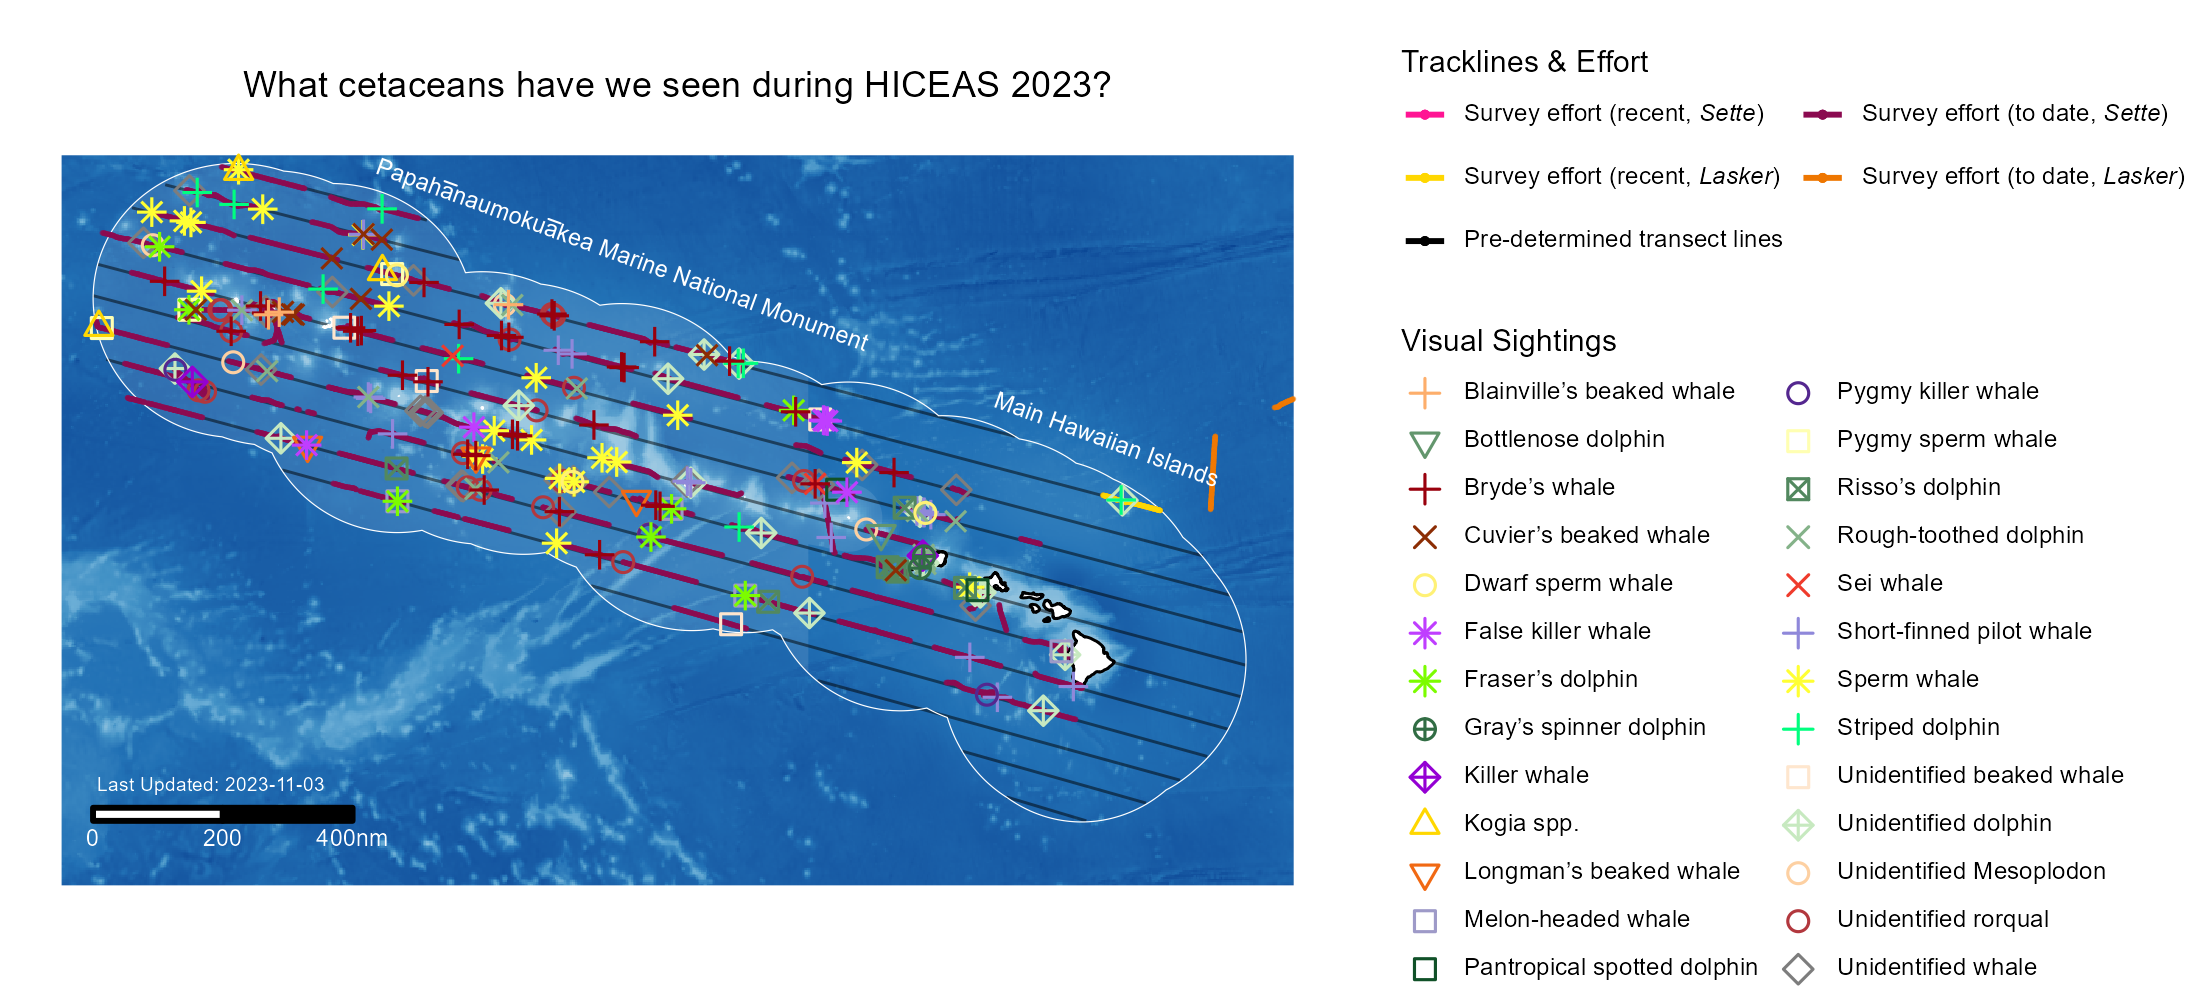 What cetaceans have we seen during HICEAS 2023?
Papahānaumokuākea Marine National Monument
Main Hawaiian Islands
Last Updated: 2023-11-03
0 200 400nm
Tracklines & Effort
Survey effort (recent, Sette) Survey effort (to date, Sette)
Survey effort (recent, Lasker) Survey effort (to date, Lasker)
Pre-determined transect lines
Visual Sightings
Blainville’s beaked whale Pygmy killer whale
Bottlenose dolphin Pygmy sperm whale
Bryde’s whale Risso’s dolphin
Cuvier’s beaked whale Rough-toothed dolphin
Dwarf sperm whale Sei whale
False killer whale Short-finned pilot whale
Fraser’s dolphin Sperm whale
Gray’s spinner dolphin Striped dolphin
Killer whale Unidentified beaked whale
Kogia spp. Unidentified dolphin
Longman’s beaked whale Unidentified Mesoplodon
Melon-headed whale Unidentified rorqual
Pantropical spotted dolphin Unidentified whale